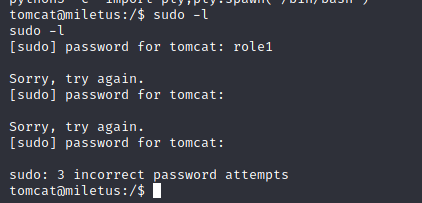 python3 -c 'import pty;pty.spawn("/bin/bash")'
tomcat@miletus:/$ sudo -l
sudo -l
[sudo] password for tomcat: role1

Sorry, try again.
[sudo] password for tomcat:

Sorry, try again.
[sudo] password for tomcat:

sudo: 3 incorrect password attempts
tomcat@miletus:/$